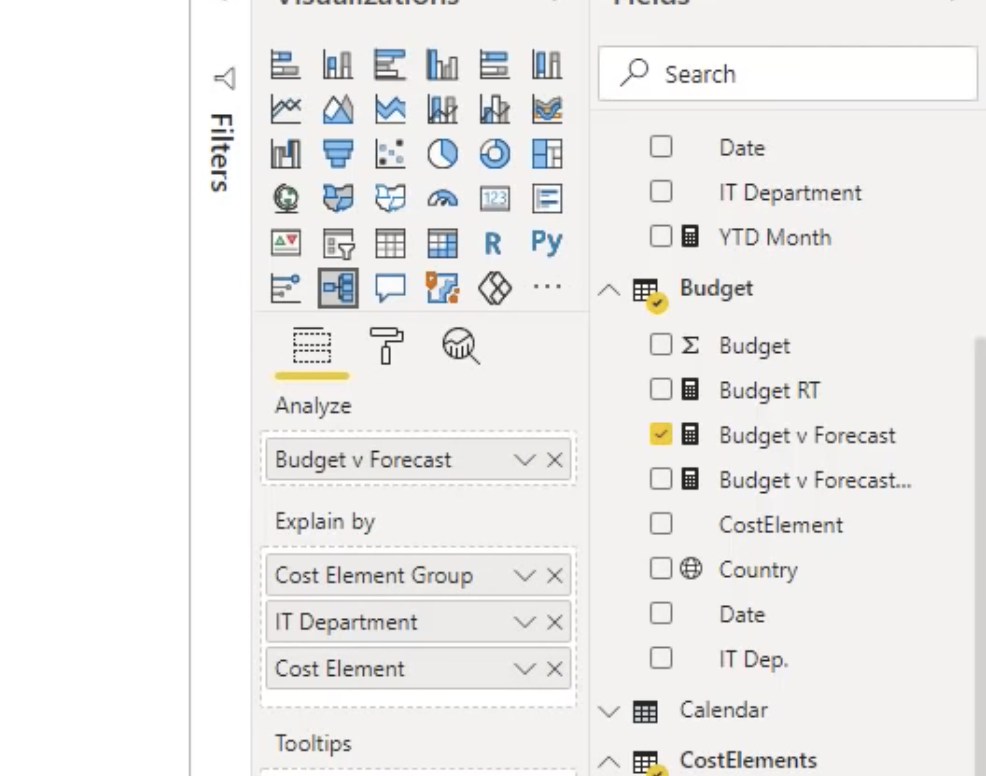 Visualizations
Fields
Filters
Search
123
R
Py
...
Analyze
Budget v Forecast
Explain by
Cost Element Group
IT Department
Cost Element
Tooltips
Date
IT Department
YTD Month
Budget
Σ Budget
Budget RT
Budget v Forecast
Budget v Forecast...
CostElement
Country
Date
IT Dep.
Calendar
CostElements